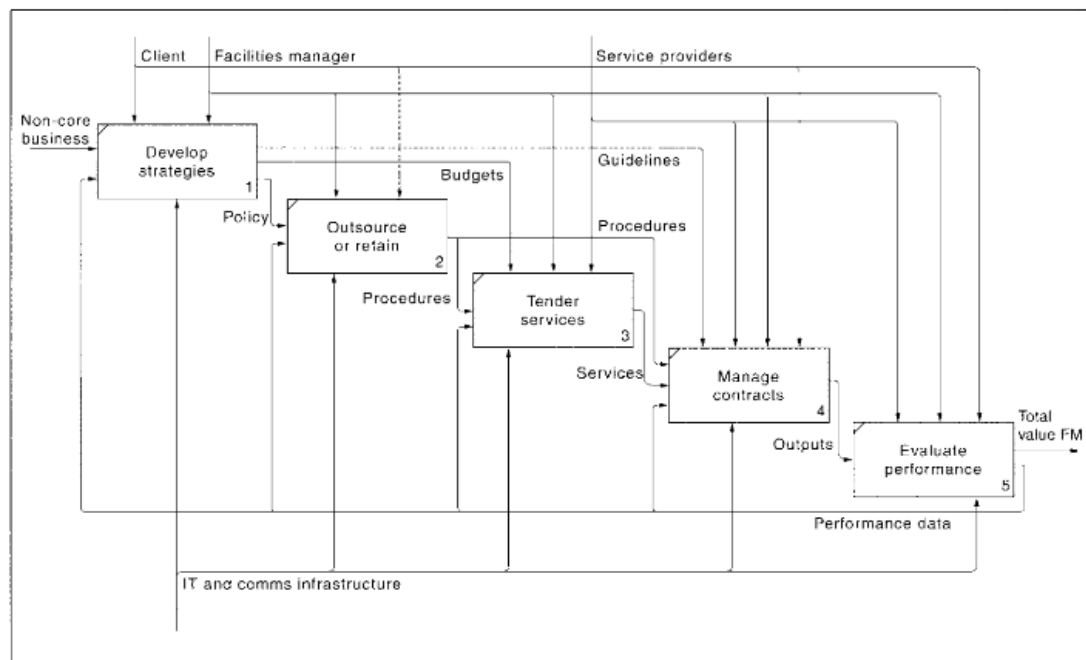 Client
Facilities manager
Service providers
Non-core
business
Develop
strategies
1
Guidelines
Budgets
Policy
Outsource
or retain
2
Procedures
Procedures
Tender
services
3
Services
Manage
contracts
4
Outputs
Total
value FM
Evaluate
performance
5
Performance data
IT and comms infrastructure